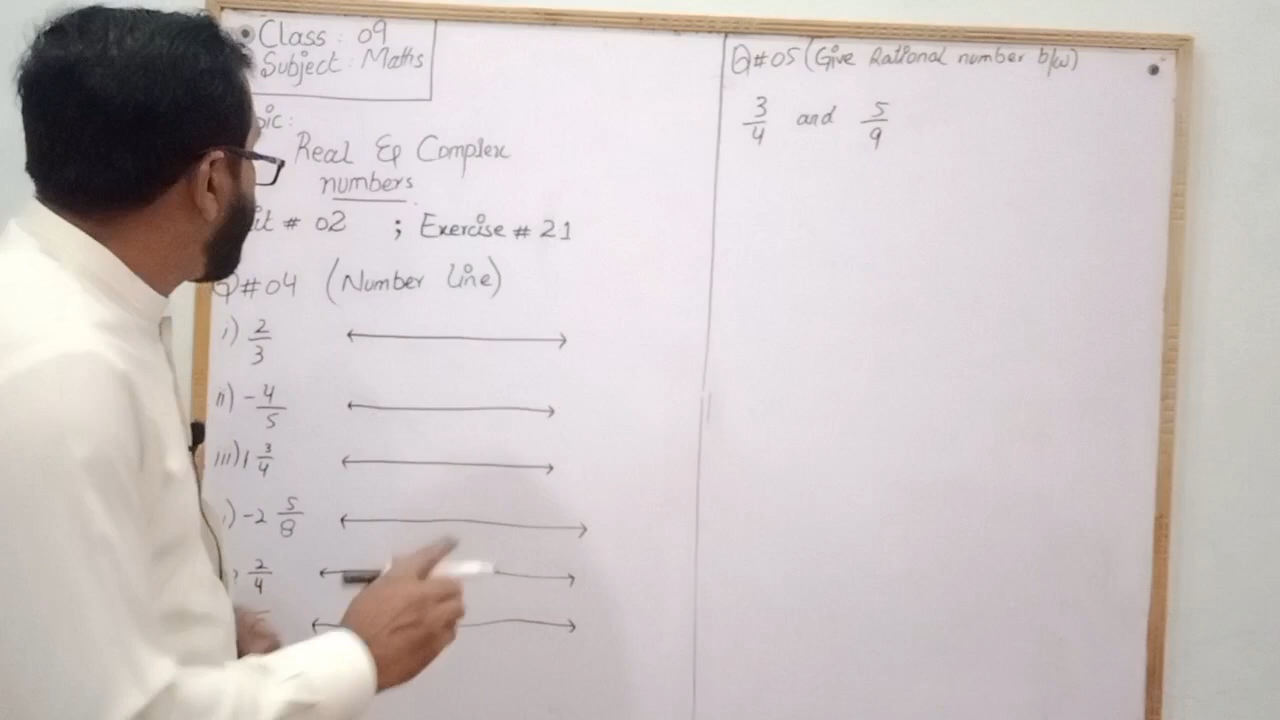 Class : 09
Subject : Maths
Real & Complex
numbers
# 02 ; Exercise # 21
Q#04 (Number line)
i) 2/3
ii) -4/5
iii) 1 3/4
) -2 5/8
2/4
Q#05 (Give Rational number b/w)
3/4 and 5/9